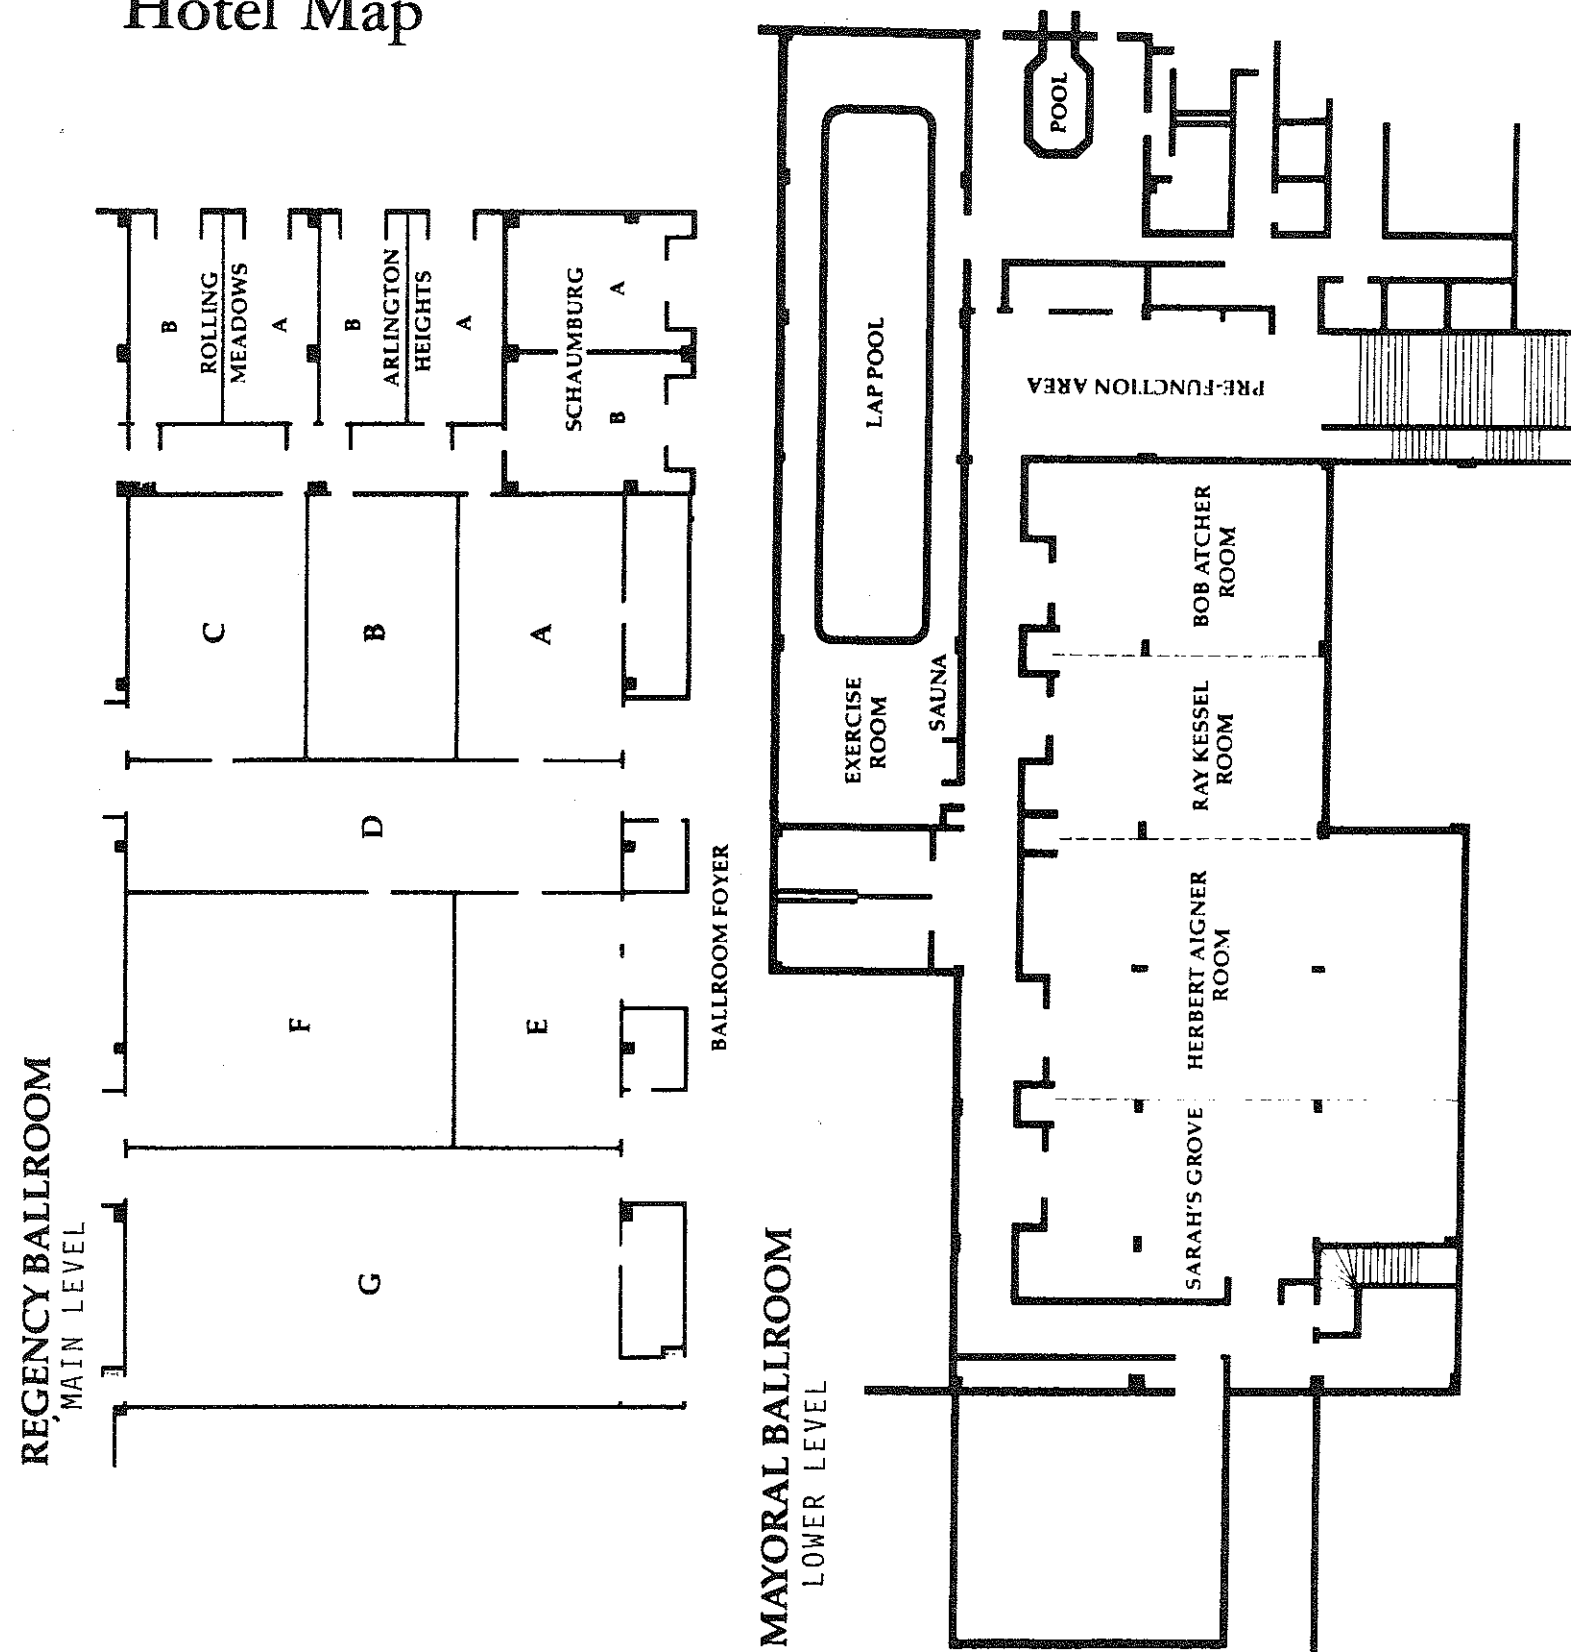 Hotel Map
REGENCY BALLROOM
MAIN LEVEL
G
F
E
D
C
B
A
BALLROOM FOYER
B
ROLLING
MEADOWS
A
B
ARLINGTON
HEIGHTS
A
SCHAUMBURG
B
A
MAYORAL BALLROOM
LOWER LEVEL
EXERCISE
ROOM
SAUNA
LAP POOL
POOL
PRE-FUNCTION AREA
SARAH'S GROVE
HERBERT AIGNER
ROOM
RAY KESSEL
ROOM
BOB ATCHER
ROOM